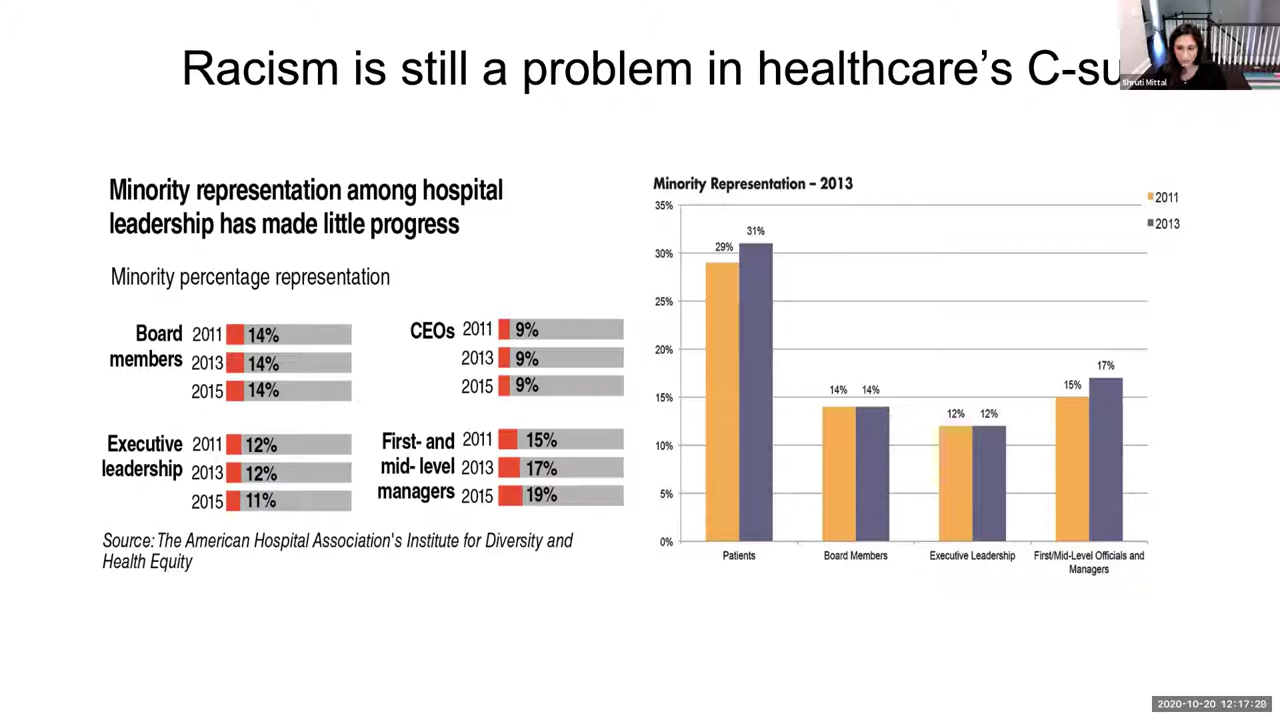 Racism is still a problem in healthcare's C-su
Shruti Mittal
Minority representation among hospital
leadership has made little progress
Minority percentage representation
Board
members
2011 14%
2013 14%
2015 14%
CEOs
2011 9%
2013 9%
2015 9%
Executive
leadership
2011 12%
2013 12%
2015 11%
First- and
mid- level
managers
2011 15%
2013 17%
2015 19%
Source: The American Hospital Association's Institute for Diversity and
Health Equity
Minority Representation – 2013
2011
2013
35%
30%
25%
20%
15%
10%
5%
0%
29%
31%
14%
14%
12%
12%
15%
17%
Patients
Board Members
Executive Leadership
First/Mid-Level Officials and
Managers
2020-10-20 12:17:29